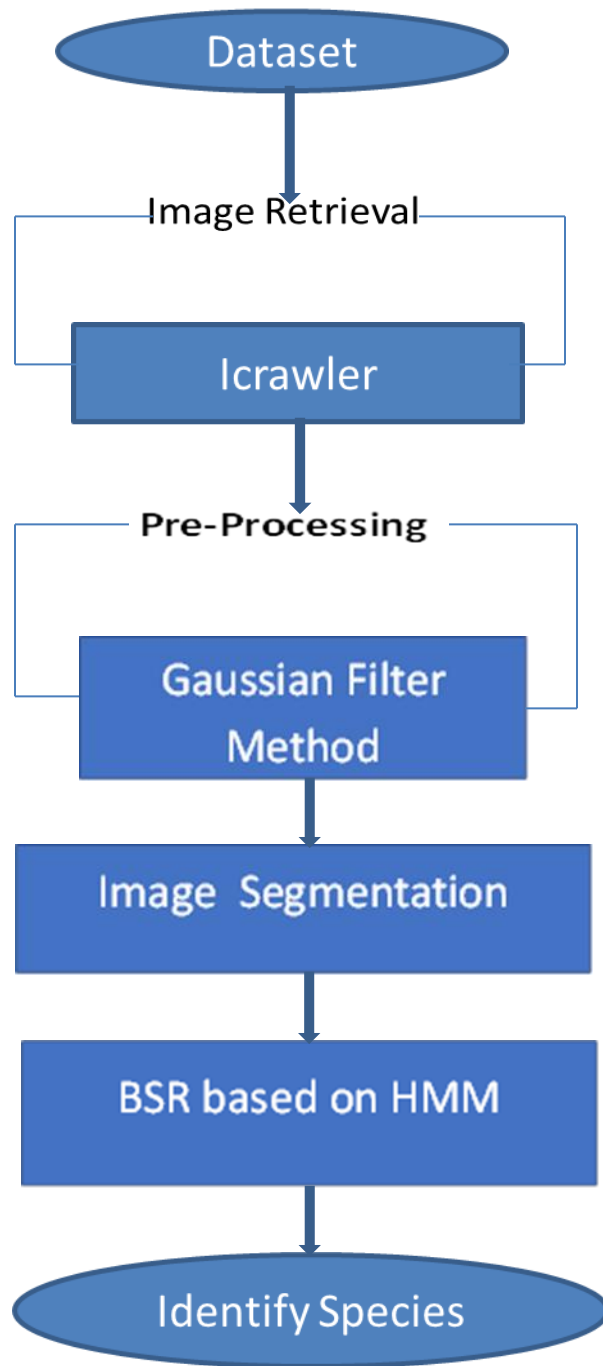 Dataset
Image Retrieval
Icrawler
Pre-Processing
Gaussian Filter
Method
Image Segmentation
BSR based on HMM
Identify Species